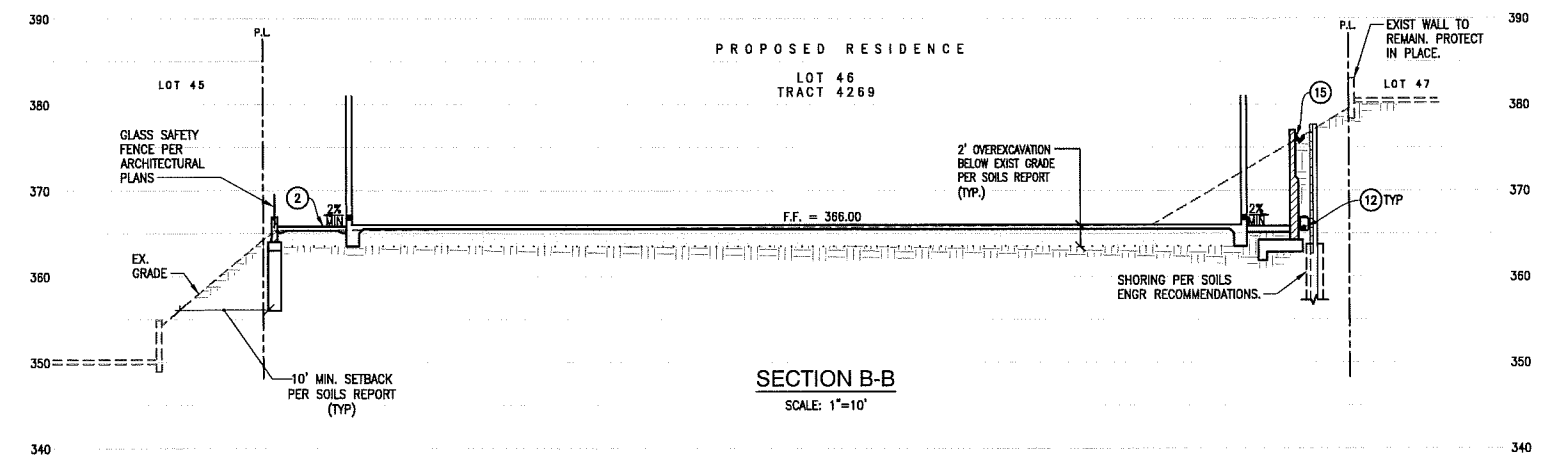 390
390
P.L.
P.L.
EXIST WALL TO
REMAIN. PROTECT
IN PLACE.
PROPOSED RESIDENCE
LOT 45
LOT 46
TRACT 4269
LOT 47
380
380
15
GLASS SAFETY
FENCE PER
ARCHITECTURAL
PLANS
2' OVEREXCAVATION
BELOW EXIST GRADE
PER SOILS REPORT
(TYP.)
370
370
2
2%
MIN
F.F. = 366.00
2%
MIN
12 TYP
EX.
GRADE
360
360
SHORING PER SOILS
ENGR RECOMMENDATIONS.
350
350
10' MIN. SETBACK
PER SOILS REPORT
(TYP)
SECTION B-B
SCALE: 1"=10'
340
340